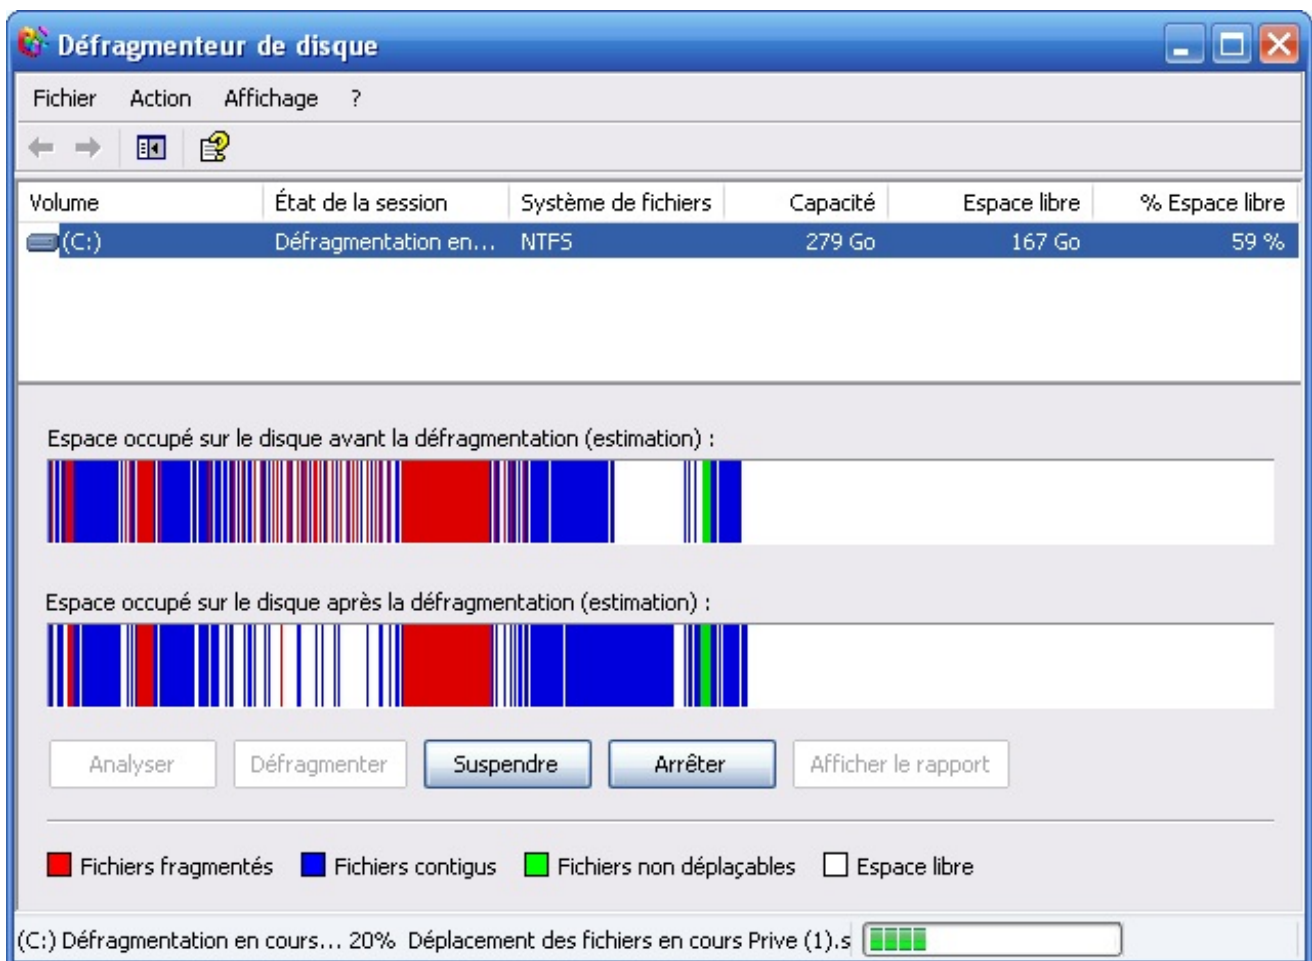 Défragmenteur de disque
Fichier Action Affichage ?
Volume État de la session Système de fichiers Capacité Espace libre % Espace libre
(C:) Défragmentation en... NTFS 279 Go 167 Go 59 %
Espace occupé sur le disque avant la défragmentation (estimation) :
Espace occupé sur le disque après la défragmentation (estimation) :
Analyser Défragmenter Suspendre Arrêter Afficher le rapport
Fichiers fragmentés Fichiers contigus Fichiers non déplaçables Espace libre
(C:) Défragmentation en cours... 20% Déplacement des fichiers en cours Prive (1).s